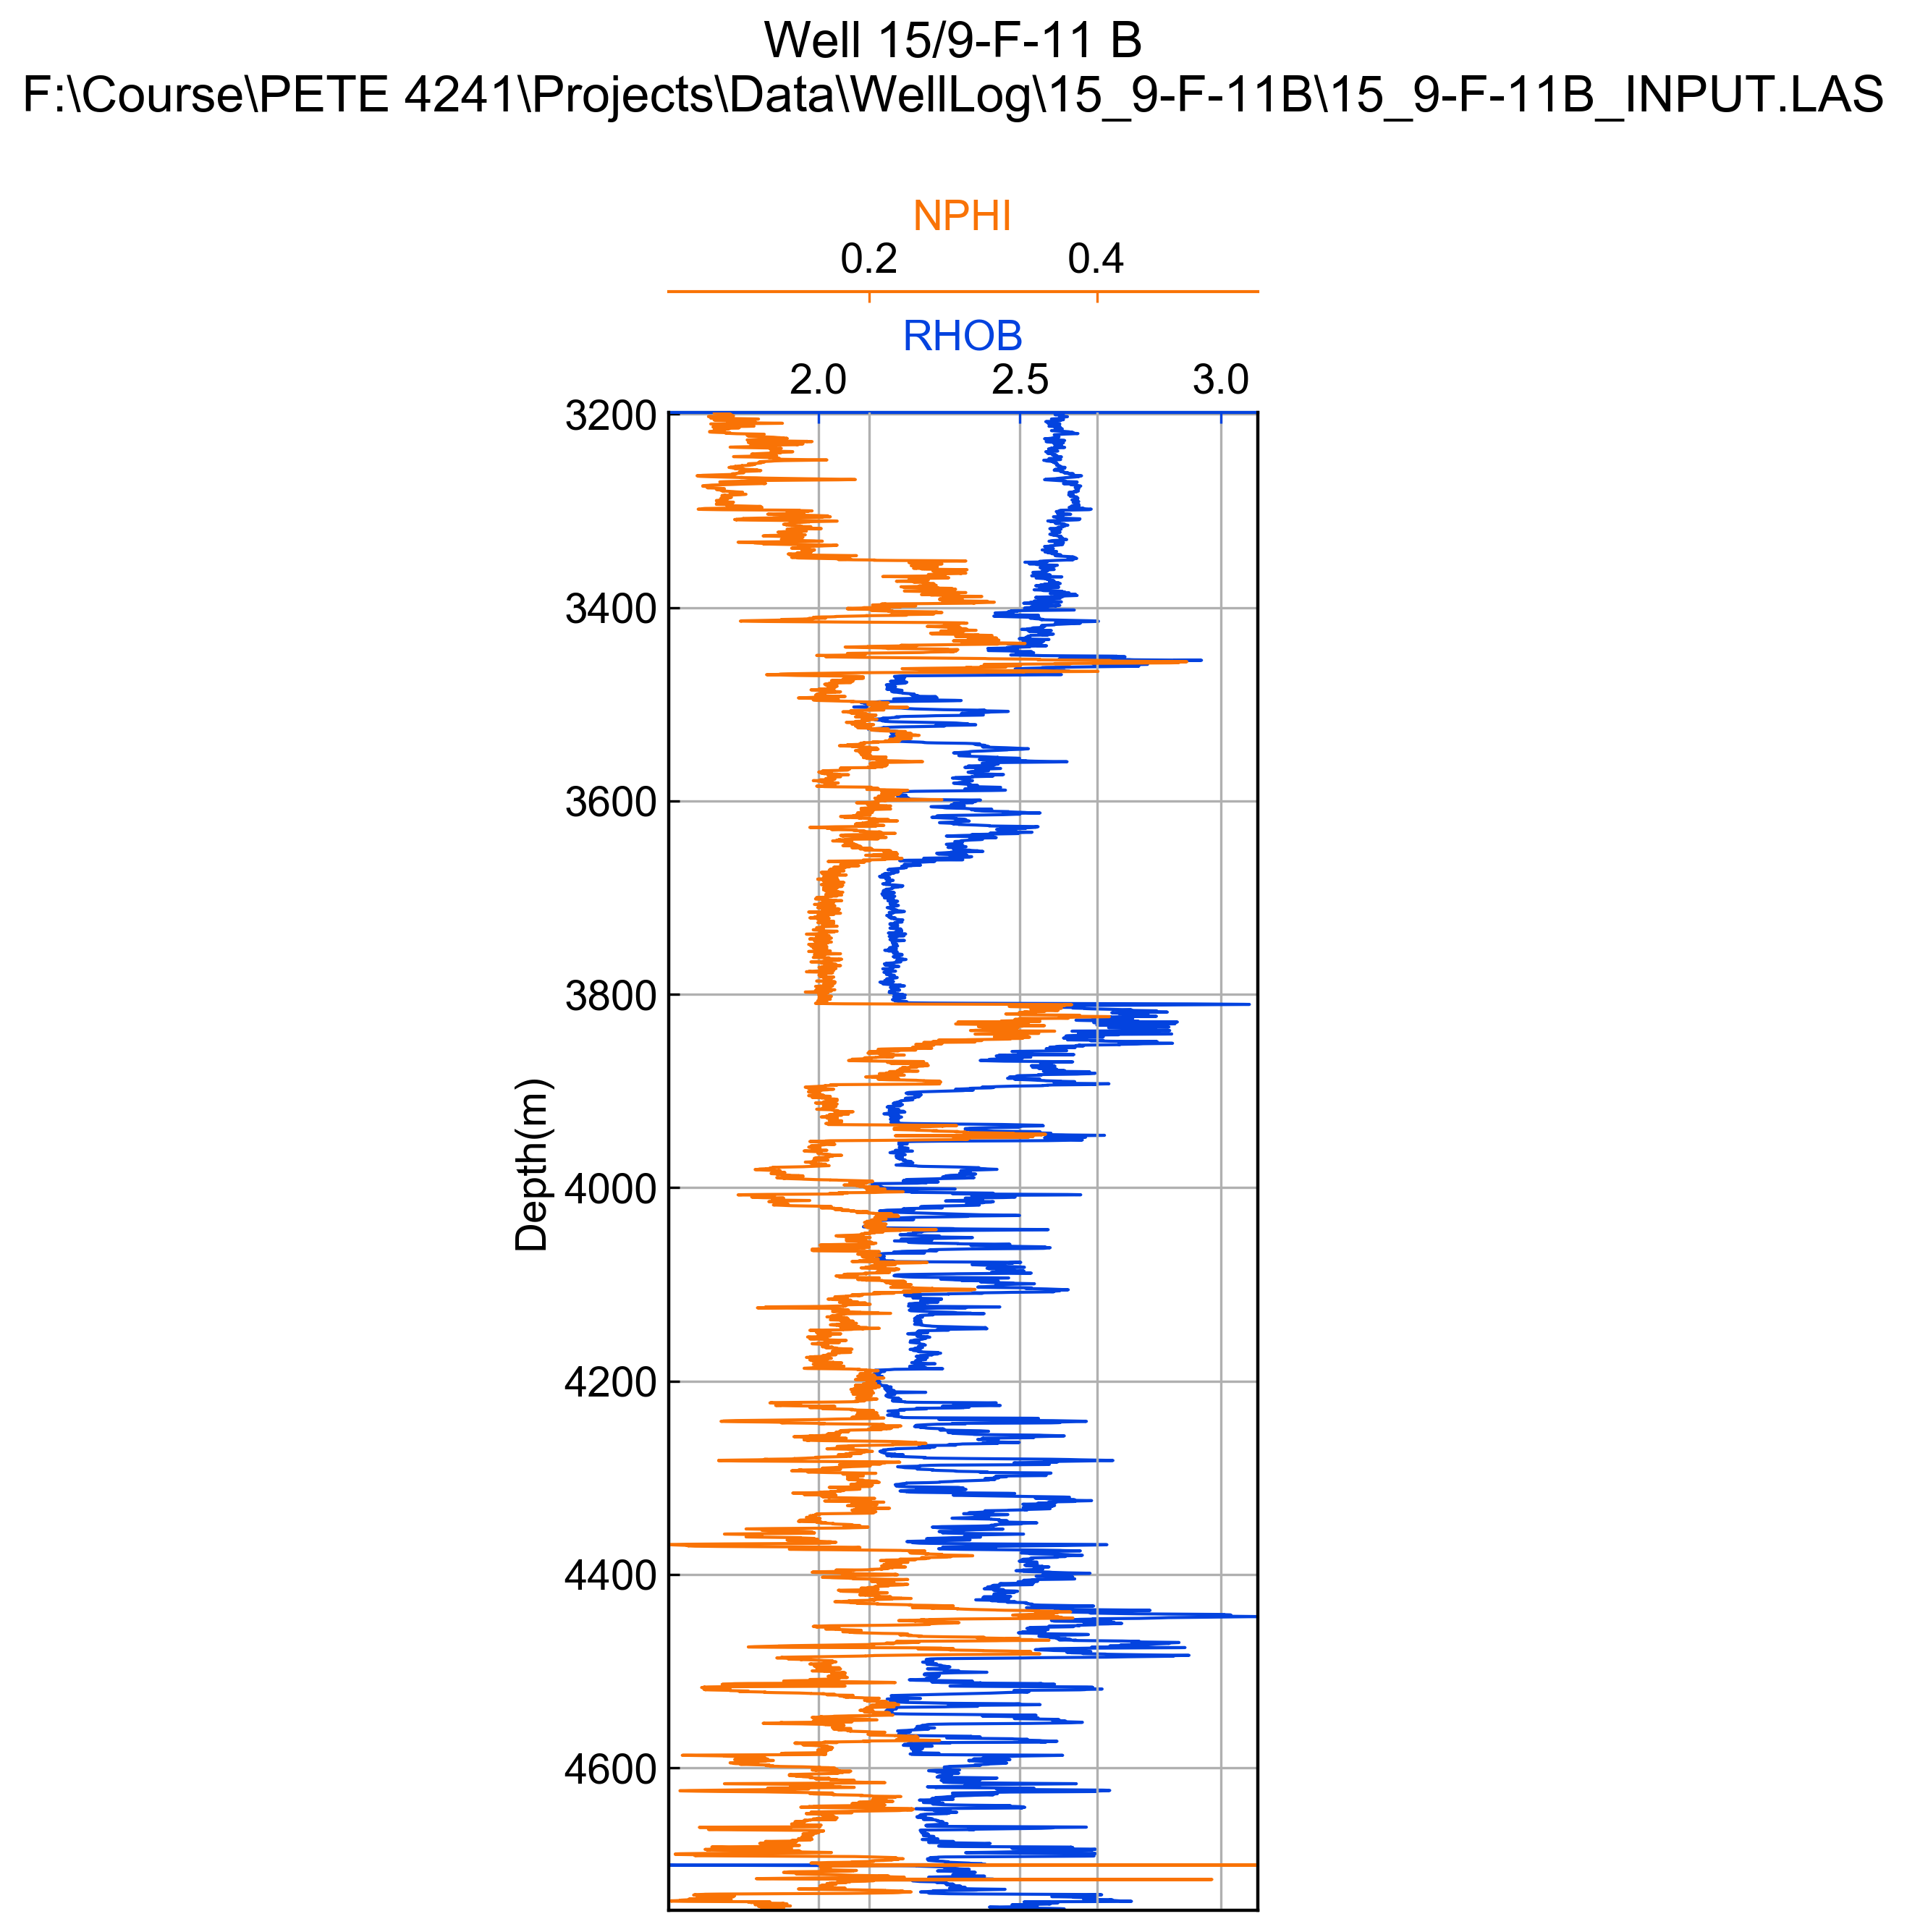 Well 15/9-F-11 B
F:\Course\PETE 4241\Projects\Data\WellLog\15_9-F-11B\15_9-F-11B_INPUT.LAS
NPHI
0.2 0.4
RHOB
2.0 2.5 3.0
3200
3400
3600
3800
Depth(m)
4000
4200
4400
4600